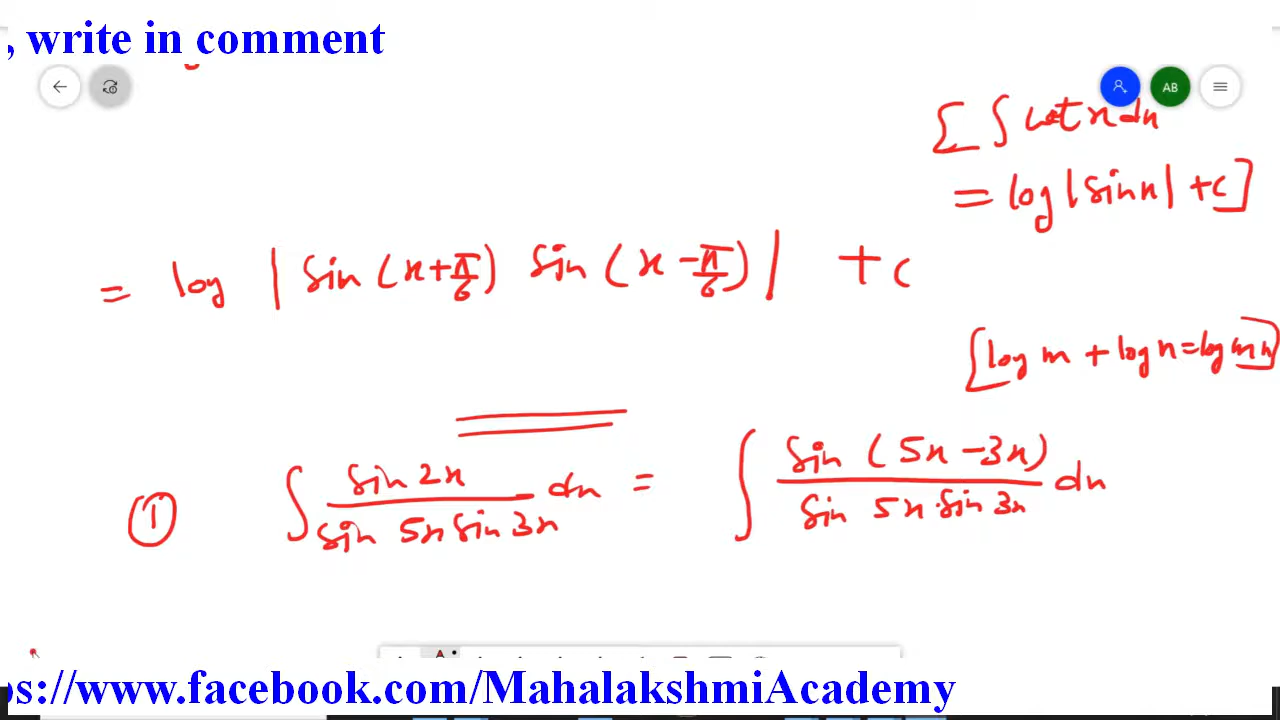 , write in comment
AB
[∫ cot x dx
= log |sin x| + c]
= log | sin (x + π/6) sin (x − π/6) | + c
[log m + log n = log mn]
① ∫ sin 2x / sin 5x sin 3x dx = ∫ sin (5x − 3x) / sin 5x · sin 3x dx
ps://www.facebook.com/MahalakshmiAcademy